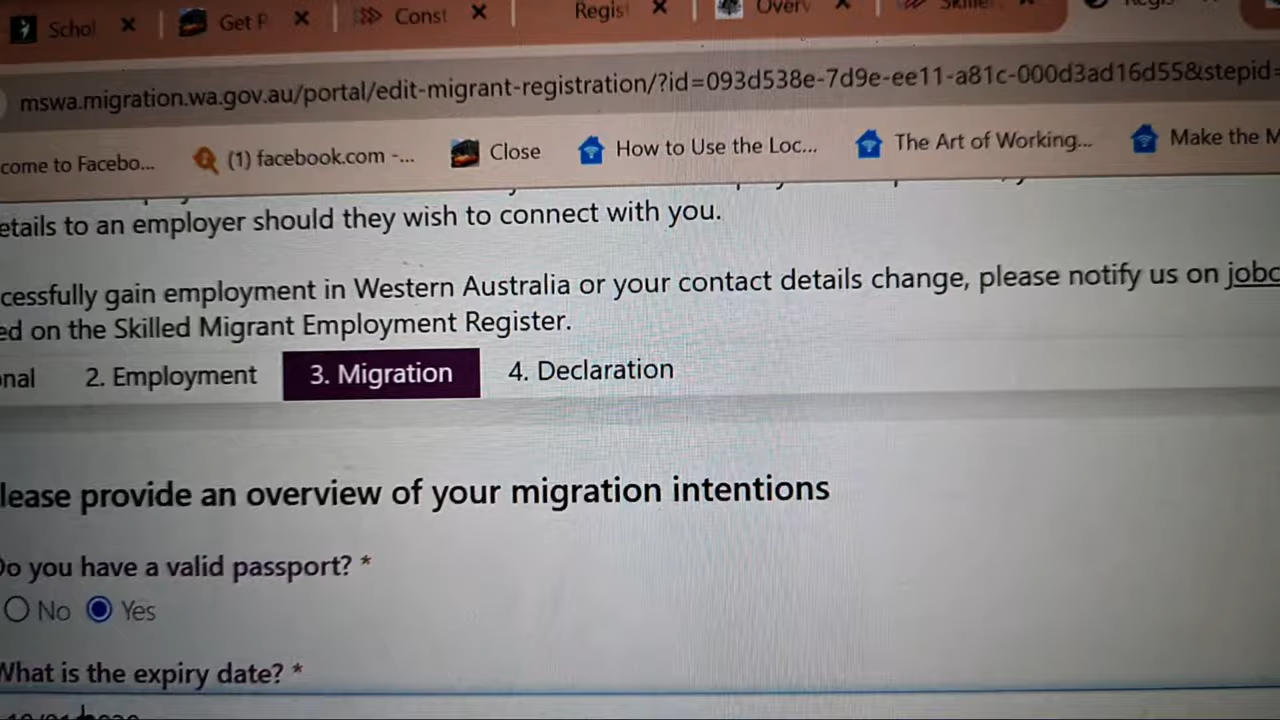 Schol
Get P
Const
Regis
Overv
mswa.migration.wa.gov.au/portal/edit-migrant-registration/?id=093d538e-7d9e-ee11-a81c-000d3ad16d55&stepid=
come to Facebo...
(1) facebook.com -...
Close
How to Use the Loc...
The Art of Working...
Make the M
etails to an employer should they wish to connect with you.
cessfully gain employment in Western Australia or your contact details change, please notify us on jobc
ed on the Skilled Migrant Employment Register.
onal
2. Employment
3. Migration
4. Declaration
lease provide an overview of your migration intentions
Do you have a valid passport? *
No Yes
What is the expiry date? *